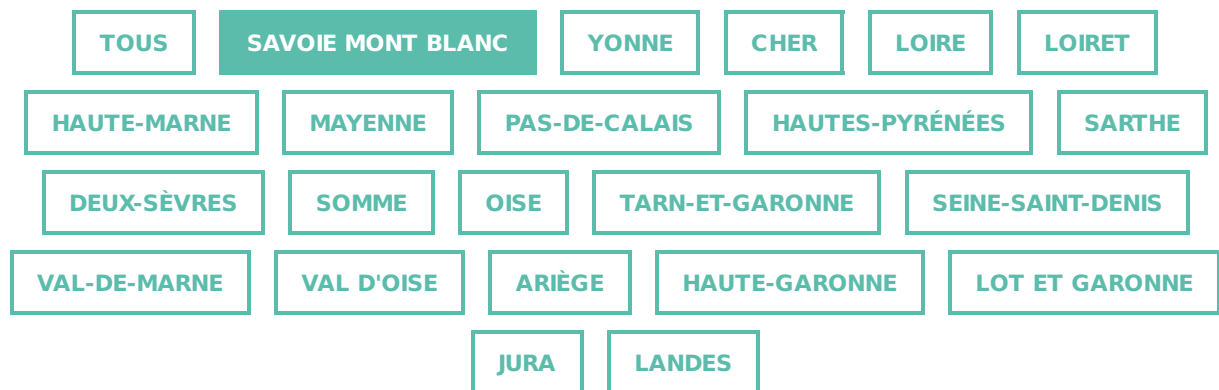 TOUS SAVOIE MONT BLANC YONNE CHER LOIRE LOIRET
HAUTE-MARNE MAYENNE PAS-DE-CALAIS HAUTES-PYRÉNÉES SARTHE
DEUX-SÈVRES SOMME OISE TARN-ET-GARONNE SEINE-SAINT-DENIS
VAL-DE-MARNE VAL D'OISE ARIÈGE HAUTE-GARONNE LOT ET GARONNE
JURA LANDES